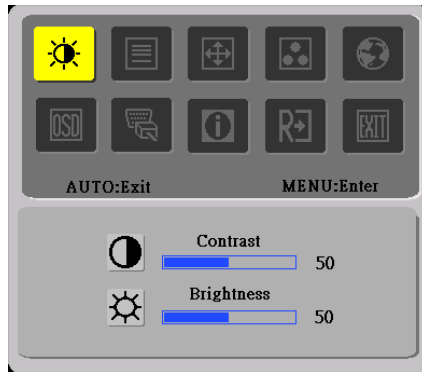 OSD i R EXIT
AUTO:Exit MENU:Enter
Contrast
50
Brightness
50